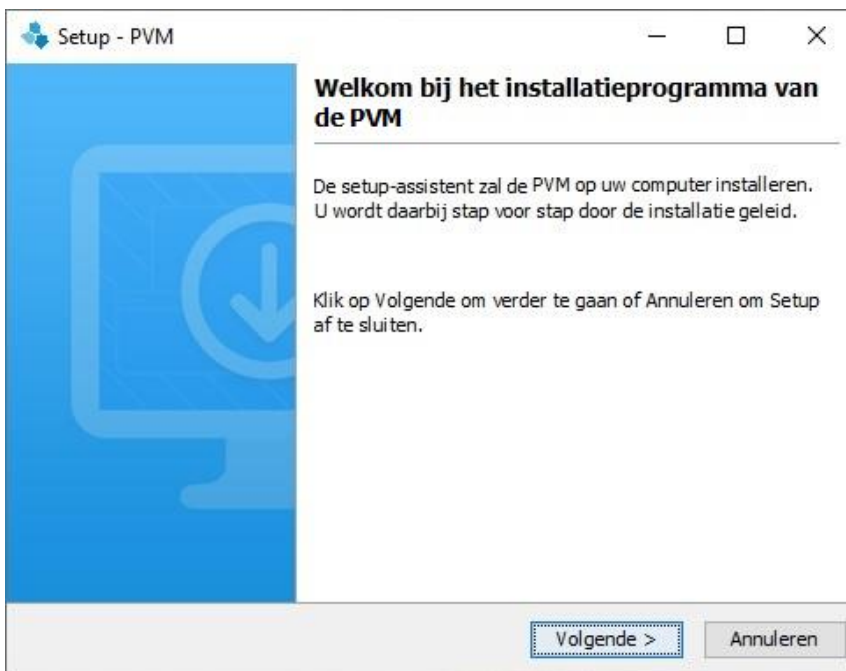 Setup - PVM
Welkom bij het installatieprogramma van
de PVM
De setup-assistent zal de PVM op uw computer installeren.
U wordt daarbij stap voor stap door de installatie geleid.
Klik op Volgende om verder te gaan of Annuleren om Setup
af te sluiten.
Volgende >
Annuleren